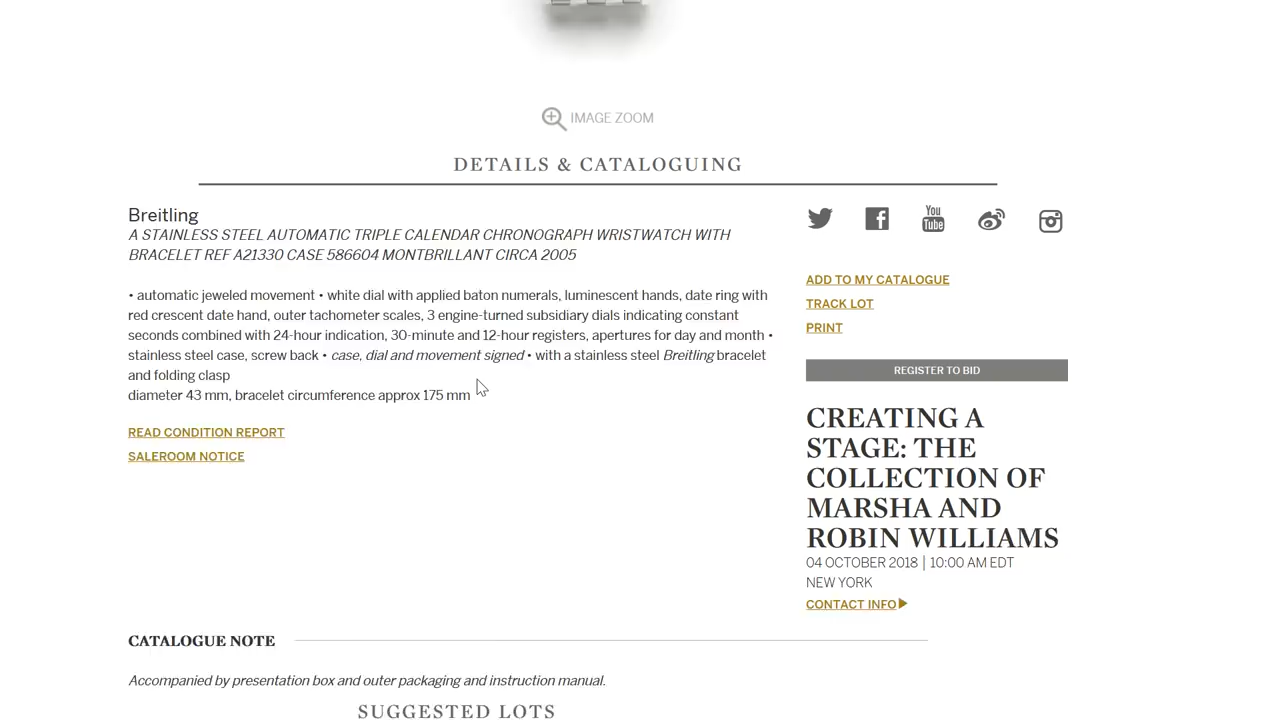 IMAGE ZOOM
DETAILS & CATALOGUING
Breitling
A STAINLESS STEEL AUTOMATIC TRIPLE CALENDAR CHRONOGRAPH WRISTWATCH WITH
BRACELET REF A21330 CASE 586604 MONTBRILLANT CIRCA 2005
• automatic jeweled movement • white dial with applied baton numerals, luminescent hands, date ring with
red crescent date hand, outer tachometer scales, 3 engine-turned subsidiary dials indicating constant
seconds combined with 24-hour indication, 30-minute and 12-hour registers, apertures for day and month •
stainless steel case, screw back • case, dial and movement signed • with a stainless steel Breitling bracelet
and folding clasp
diameter 43 mm, bracelet circumference approx 175 mm
READ CONDITION REPORT
SALEROOM NOTICE
You
Tube
ADD TO MY CATALOGUE
TRACK LOT
PRINT
REGISTER TO BID
CREATING A
STAGE: THE
COLLECTION OF
MARSHA AND
ROBIN WILLIAMS
04 OCTOBER 2018 | 10:00 AM EDT
NEW YORK
CONTACT INFO
CATALOGUE NOTE
Accompanied by presentation box and outer packaging and instruction manual.
SUGGESTED LOTS